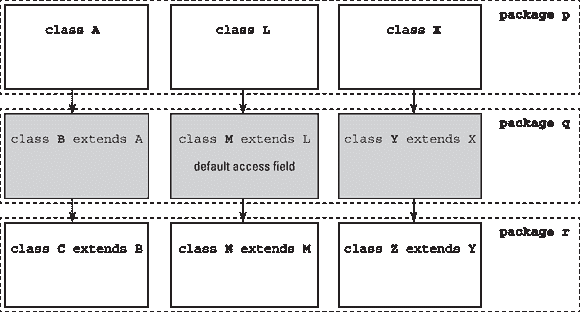 package p
class A
class L
class X
package q
class B extends A
class M extends L
class Y extends X
default access field
package r
class C extends B
class N extends M
class Z extends Y